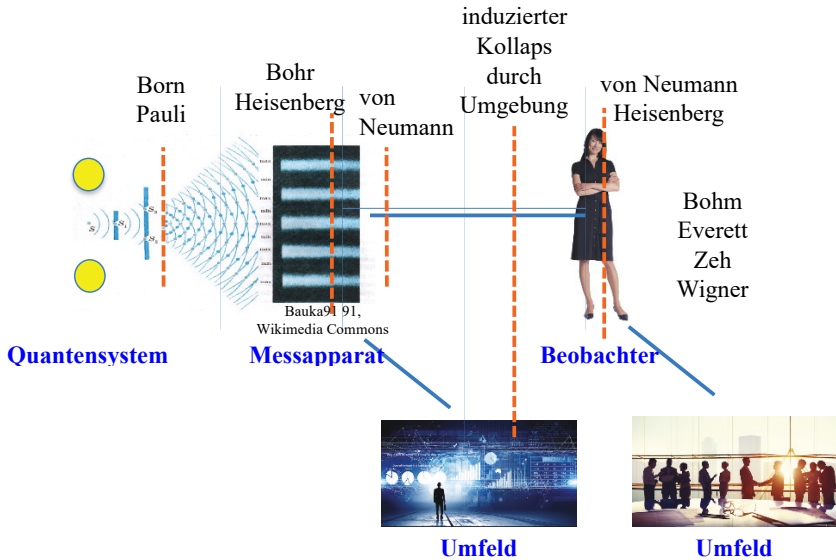 induzierter
Kollaps
durch
Umgebung
Born
Pauli
Bohr
Heisenberg
von
Neumann
von Neumann
Heisenberg
Bohm
Everett
Zeh
Wigner
Bauka91 91,
Wikimedia Commons
Quantensystem
Messapparat
Beobachter
Umfeld
Umfeld